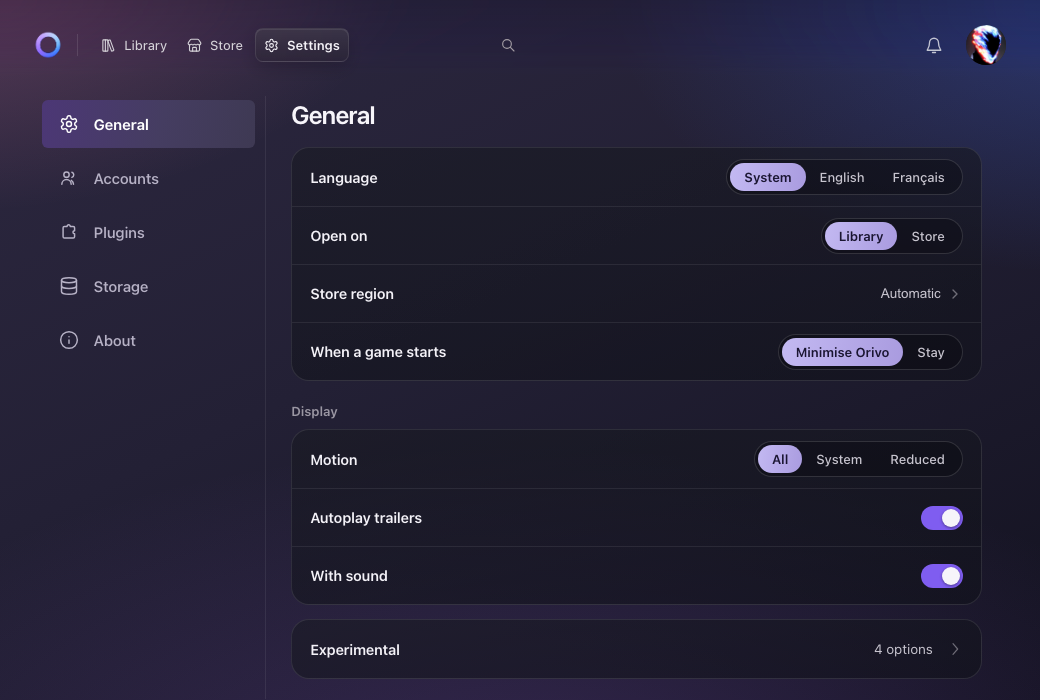 Library Store Settings
General
Accounts
Plugins
Storage
About
General
Language System English Français
Open on Library Store
Store region Automatic
When a game starts Minimise Orivo Stay
Display
Motion All System Reduced
Autoplay trailers
With sound
Experimental 4 options